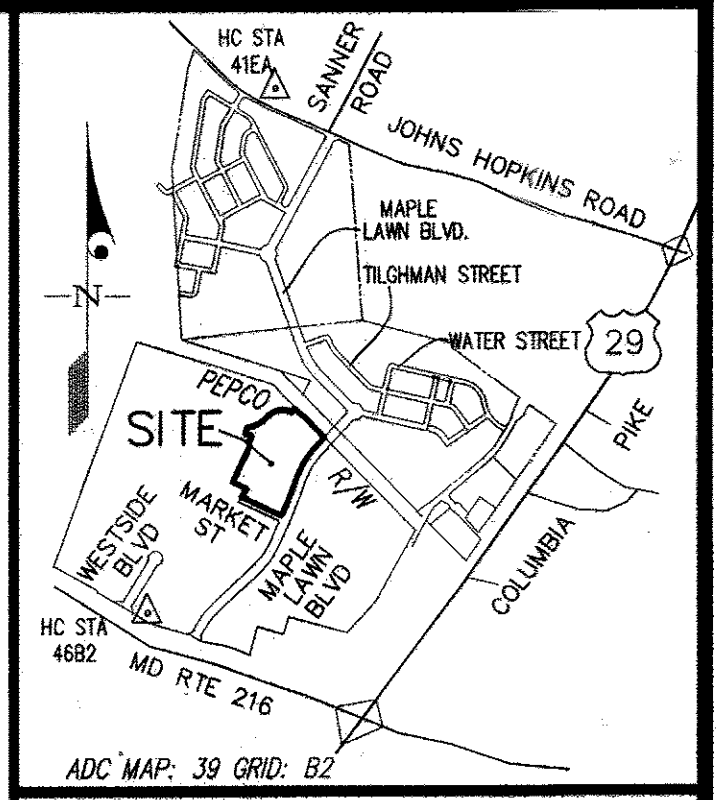 HC STA
41EA
SANNER
ROAD
JOHNS HOPKINS ROAD
MAPLE
LAWN BLVD.
TILGHMAN STREET
N
WATER STREET
29
PEPCO
R/W
SITE
PIKE
COLUMBIA
MARKET
ST
WESTSIDE
BLVD
MAPLE
LAWN
BLVD
HC STA
46B2
MD RTE 216
ADC MAP: 39 GRID: B2